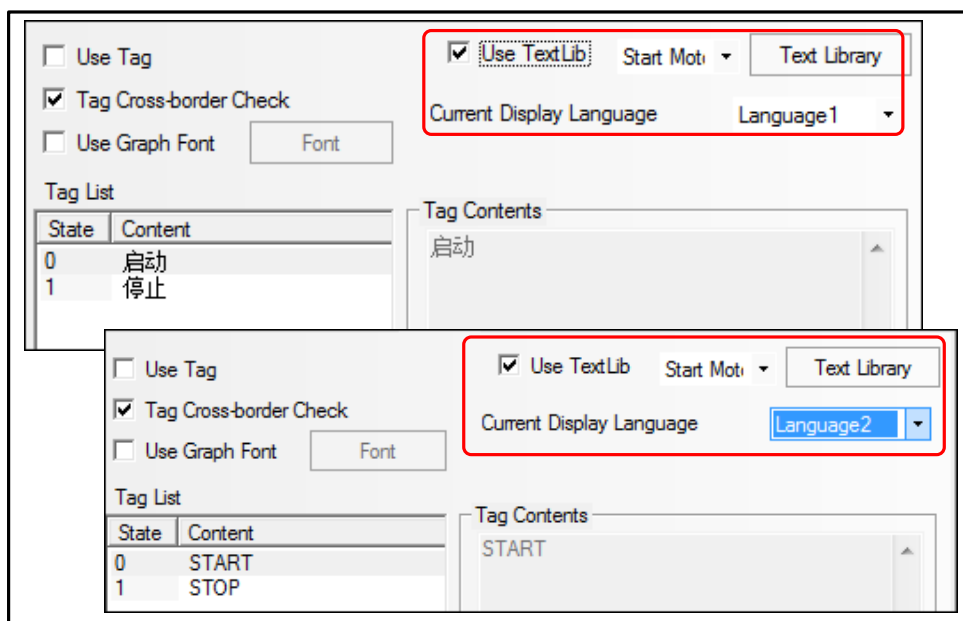 Use Tag
Use TextLib Start Mot Text Library
Tag Cross-border Check
Current Display Language Language1
Use Graph Font Font
Tag List
Tag Contents
State Content
启动
0 启动
1 停止
Use Tag
Use TextLib Start Mot Text Library
Tag Cross-border Check
Current Display Language Language2
Use Graph Font Font
Tag List
Tag Contents
State Content
START
0 START
1 STOP